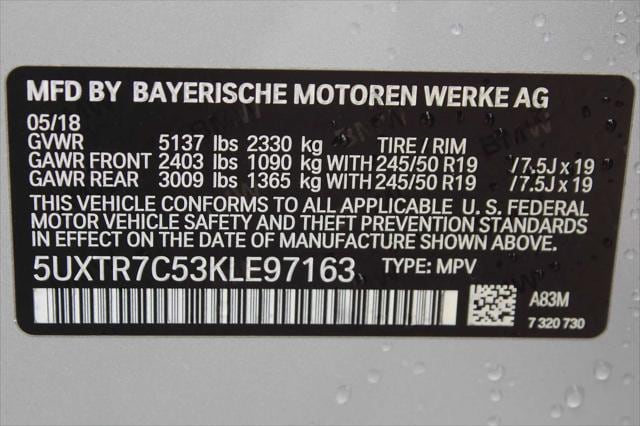 MFD BY BAYERISCHE MOTOREN WERKE AG
05/18
GVWR 5137 lbs 2330 kg TIRE / RIM
GAWR FRONT 2403 lbs 1090 kg WITH 245/50 R19 /7.5J x 19
GAWR REAR 3009 lbs 1365 kg WITH 245/50 R19 /7.5J x 19
THIS VEHICLE CONFORMS TO ALL APPLICABLE U. S. FEDERAL
MOTOR VEHICLE SAFETY AND THEFT PREVENTION STANDARDS
IN EFFECT ON THE DATE OF MANUFACTURE SHOWN ABOVE.
5UXTR7C53KLE97163 TYPE: MPV
A83M
7 320 730